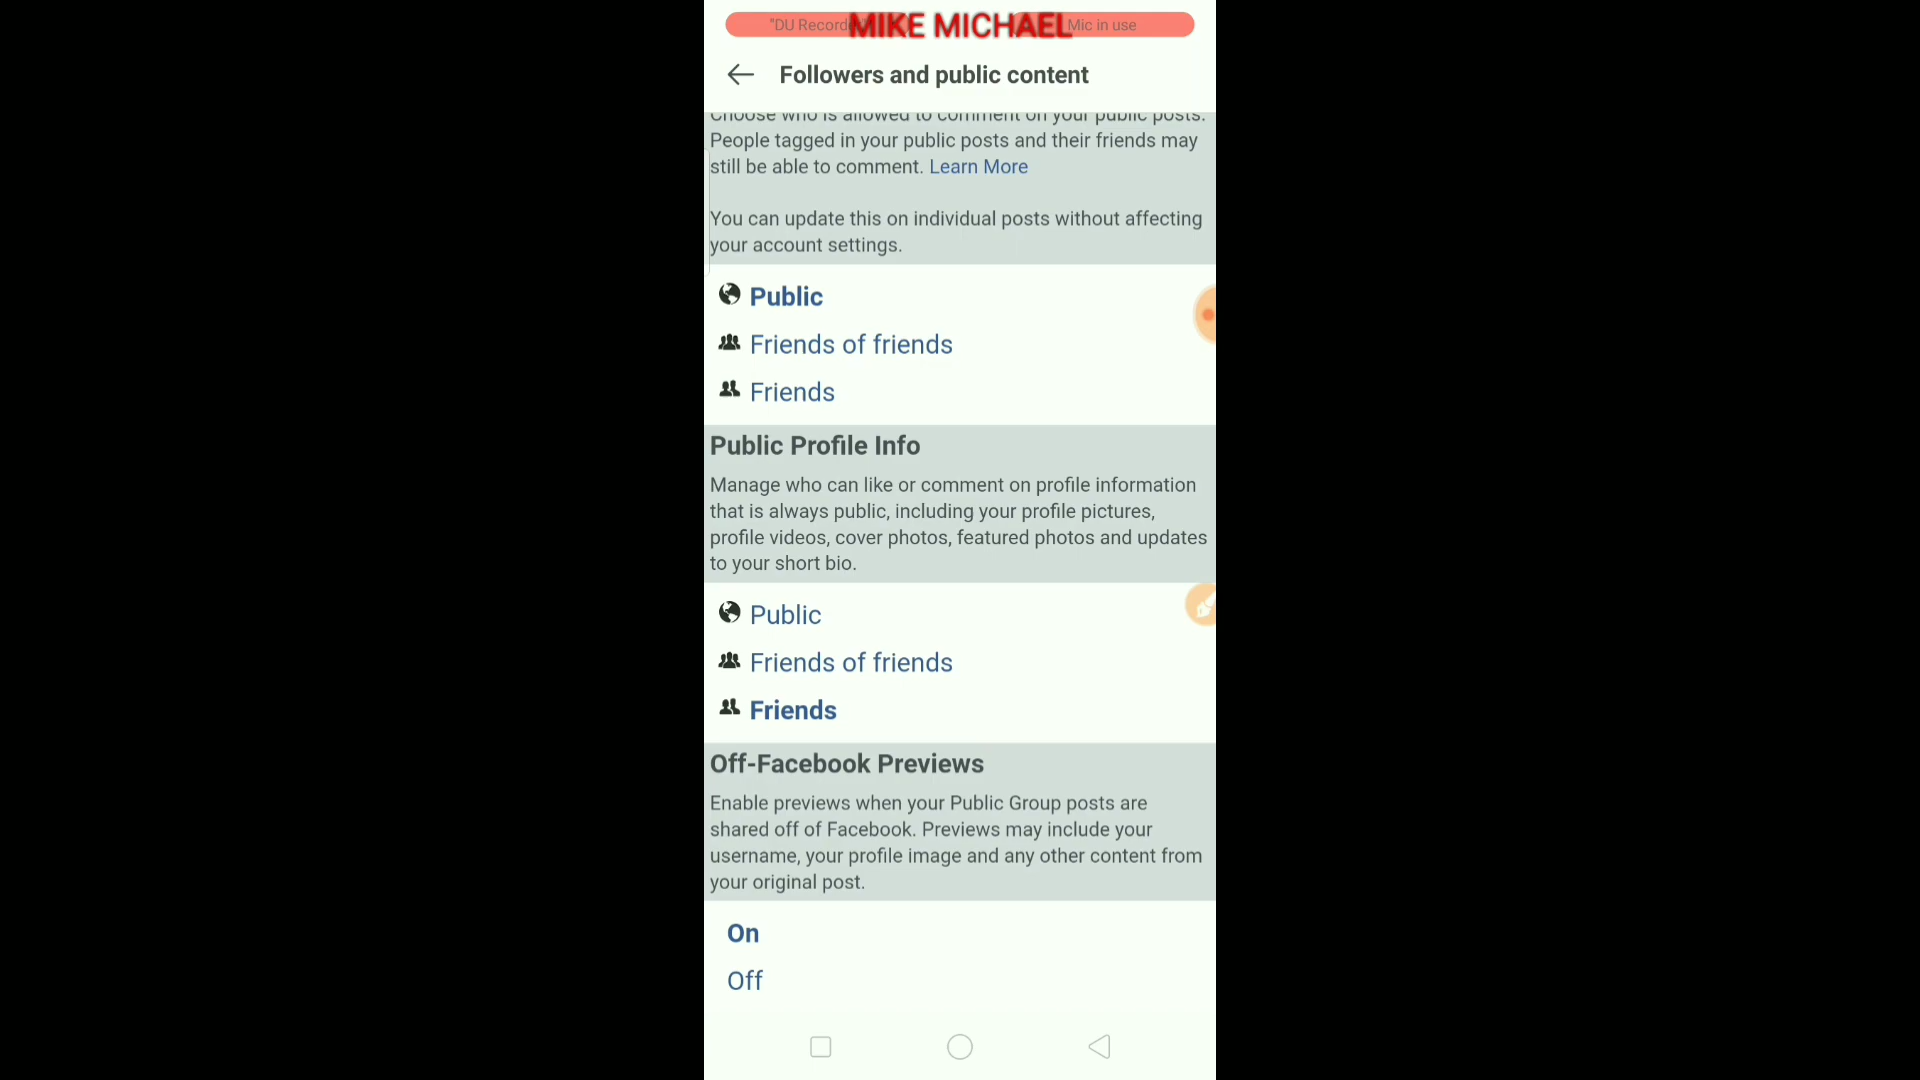 "DU Record
MIKE MICHAEL
Mic in use
Followers and public content
Choose who is allowed to comment on your public posts.
People tagged in your public posts and their friends may
still be able to comment. Learn More
You can update this on individual posts without affecting
your account settings.
Public
Friends of friends
Friends
Public Profile Info
Manage who can like or comment on profile information
that is always public, including your profile pictures,
profile videos, cover photos, featured photos and updates
to your short bio.
Public
Friends of friends
Friends
Off-Facebook Previews
Enable previews when your Public Group posts are
shared off of Facebook. Previews may include your
username, your profile image and any other content from
your original post.
On
Off